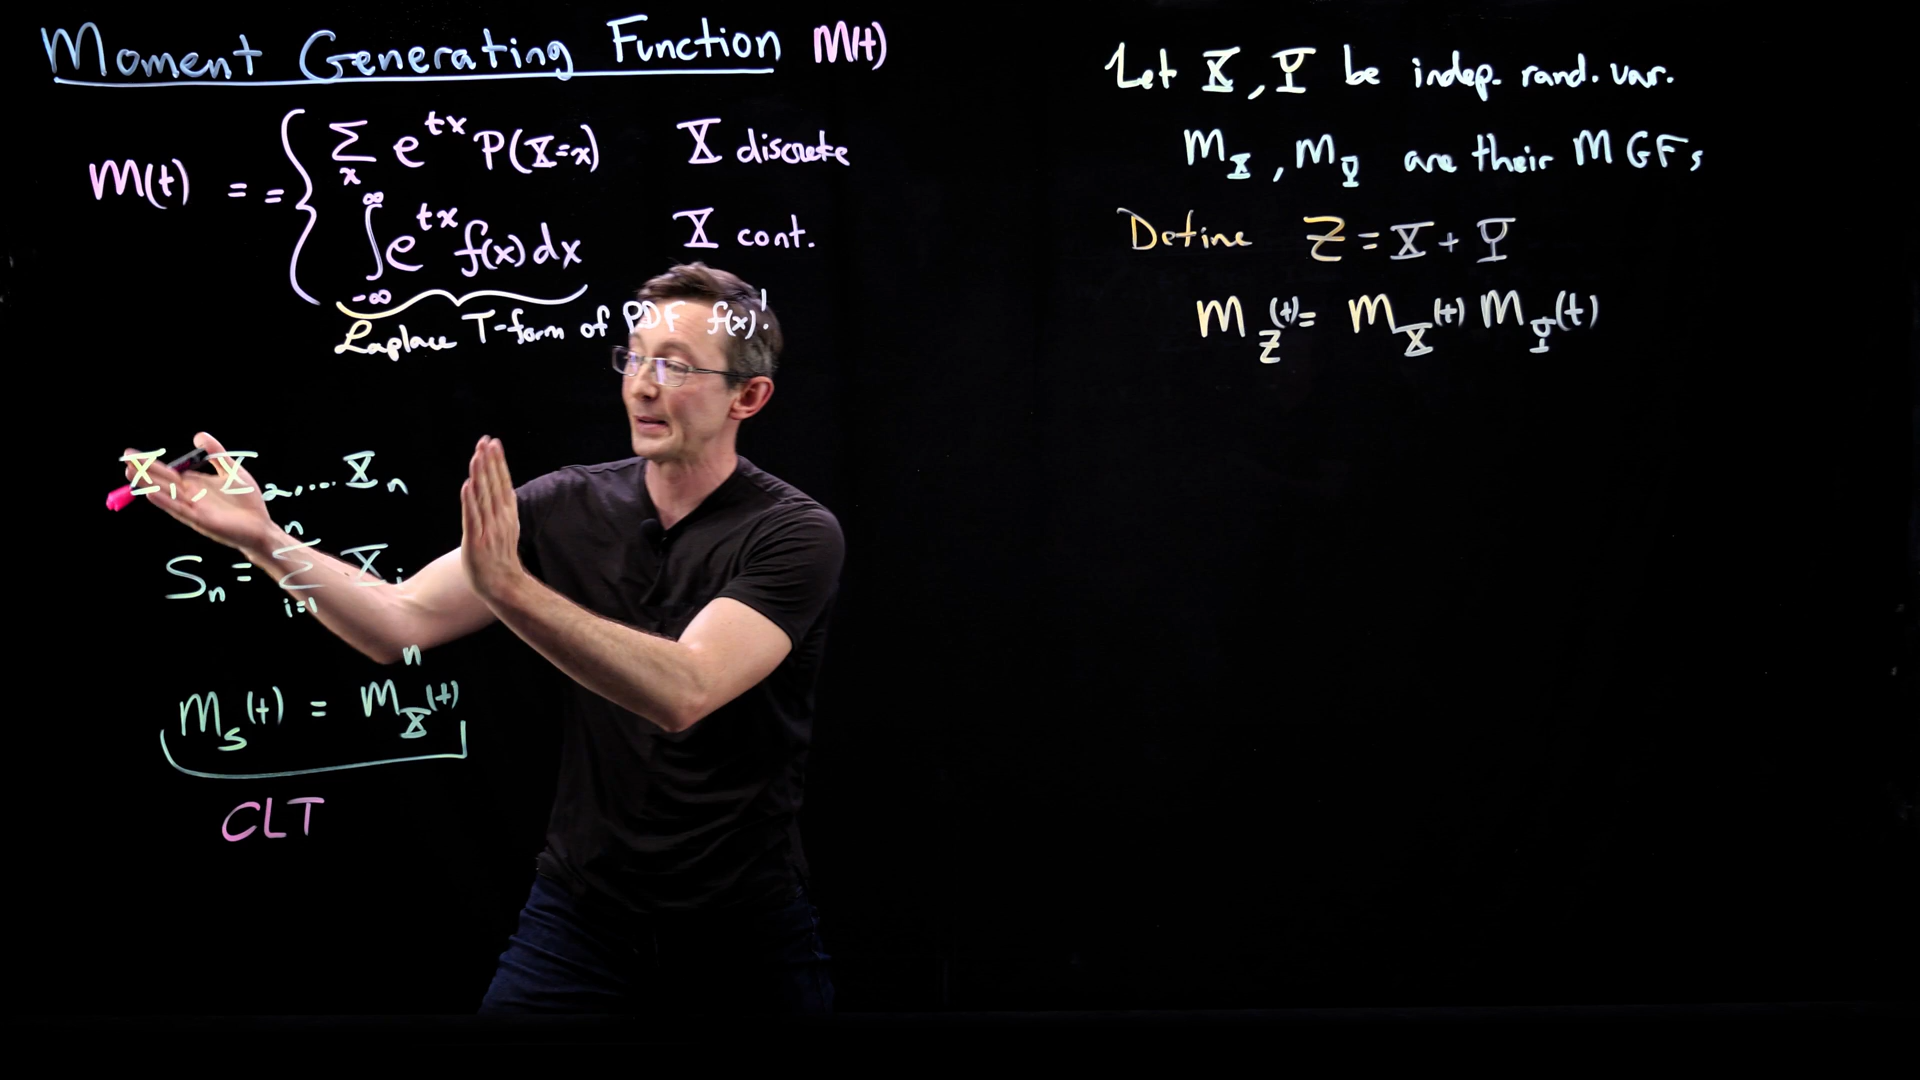 Moment Generating Function M(t)
M(t) = = { Σ_x e^{tx} P(X=x)   X discrete
∫_{-∞}^{∞} e^{tx} f(x) dx   X cont.
Laplace T-form of PDF f(x)!
X_1, X_2, ... X_n
S_n = Σ_{i=1}^{n} X_i
M_S(t) = M_X^n(t)
CLT
Let X, Y be indep. rand. var.
M_X, M_Y are their MGFs
Define Z = X + Y
M_Z(t) = M_X(t) M_Y(t)